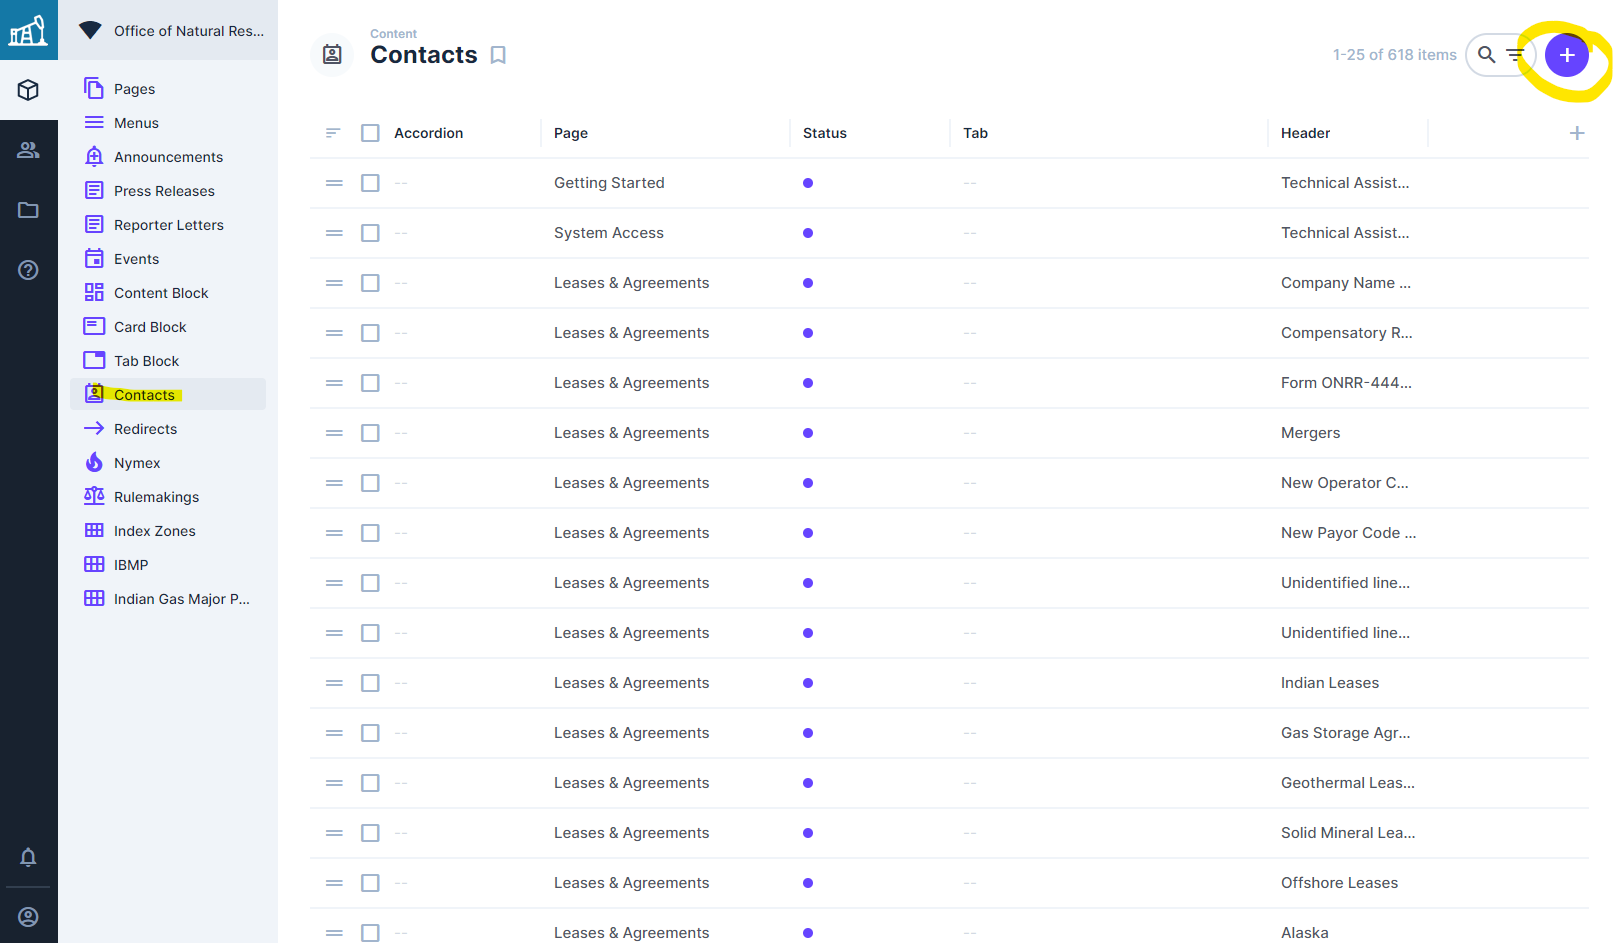 Office of Natural Res...
Pages
Menus
Announcements
Press Releases
Reporter Letters
Events
Content Block
Card Block
Tab Block
Contacts
Redirects
Nymex
Rulemakings
Index Zones
IBMP
Indian Gas Major P...
Content
Contacts
1-25 of 618 items
Accordion Page Status Tab Header
-- Getting Started -- Technical Assist...
-- System Access -- Technical Assist...
-- Leases & Agreements -- Company Name ...
-- Leases & Agreements -- Compensatory R...
-- Leases & Agreements -- Form ONRR-444...
-- Leases & Agreements -- Mergers
-- Leases & Agreements -- New Operator C...
-- Leases & Agreements -- New Payor Code ...
-- Leases & Agreements -- Unidentified line...
-- Leases & Agreements -- Unidentified line...
-- Leases & Agreements -- Indian Leases
-- Leases & Agreements -- Gas Storage Agr...
-- Leases & Agreements -- Geothermal Leas...
-- Leases & Agreements -- Solid Mineral Lea...
-- Leases & Agreements -- Offshore Leases
-- Leases & Agreements -- Alaska